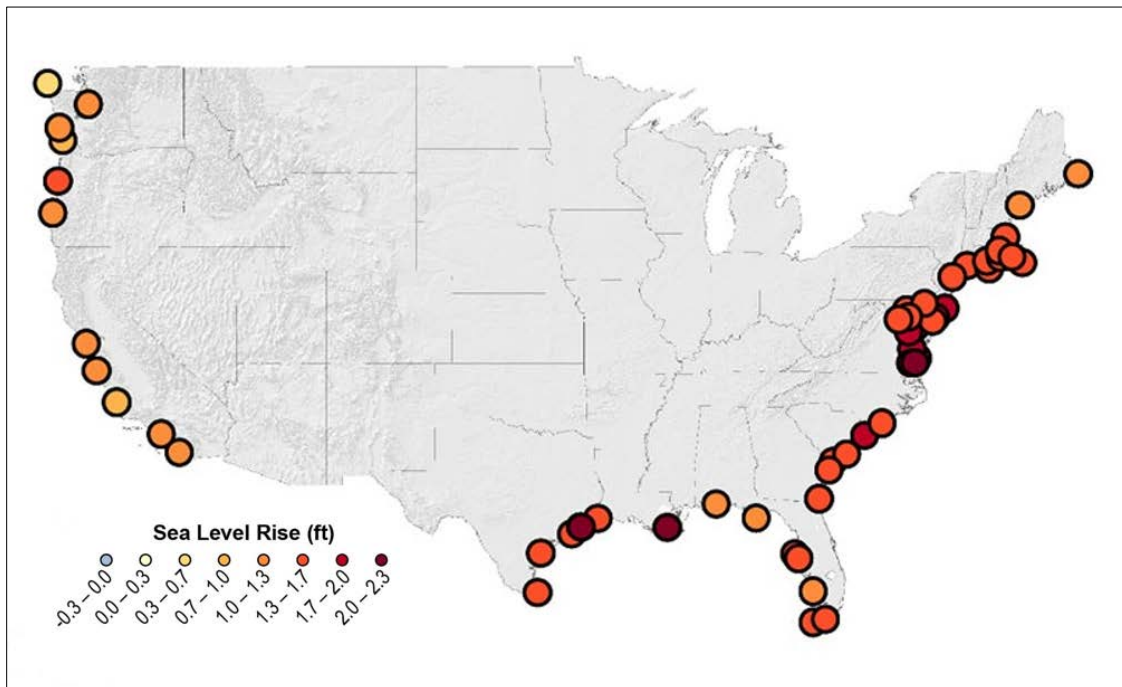 Sea Level Rise (ft)
-0.3 – 0.0
0.0 – 0.3
0.3 – 0.7
0.7 – 1.0
1.0 – 1.3
1.3 – 1.7
1.7 – 2.0
2.0 – 2.3